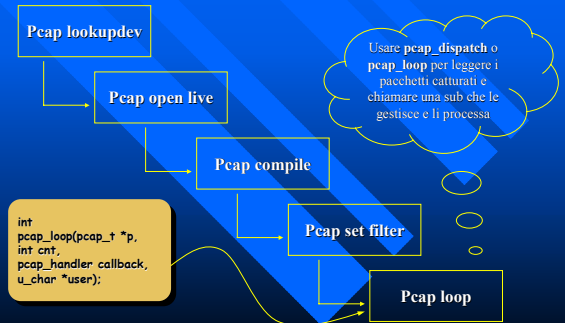 Pcap lookupdev
Usare pcap_dispatch o
pcap_loop per leggere i
pacchetti catturati e
chiamare una sub che le
gestisce e li processa
Pcap open live
Pcap compile
int
pcap_loop(pcap_t *p,
int cnt,
pcap_handler callback,
u_char *user);
Pcap set filter
Pcap loop